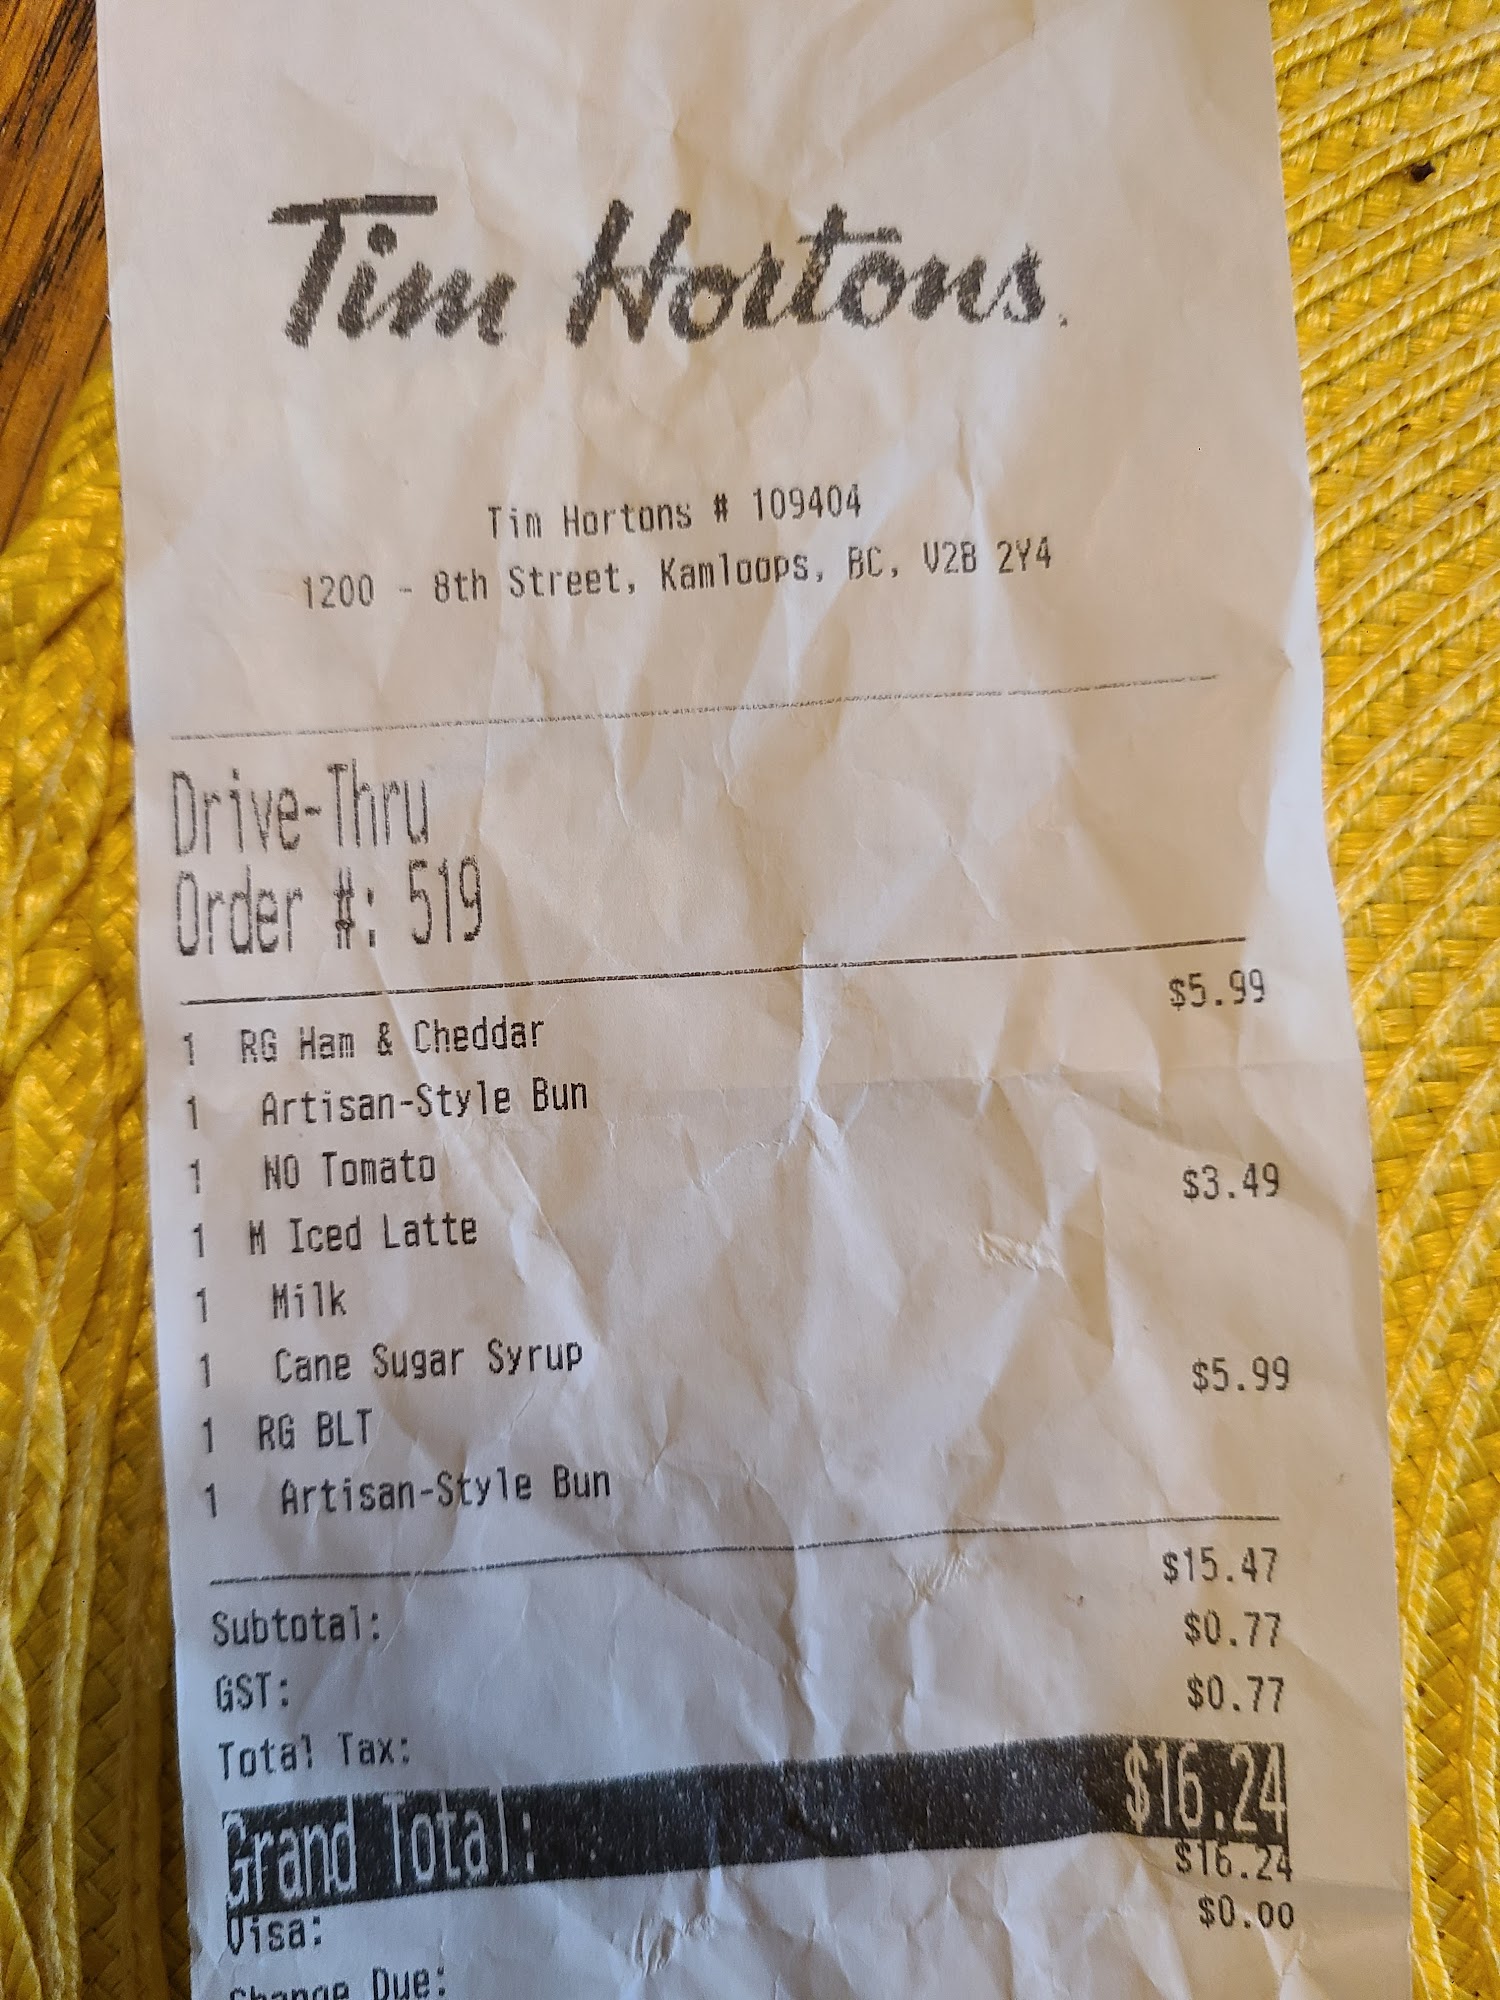 Tim Hortons.
Tim Hortons # 109404
1200 - 8th Street, Kamloops, BC, V2B 2Y4
Drive-Thru
Order #: 519
1 RG Ham & Cheddar $5.99
1 Artisan-Style Bun
1 NO Tomato
1 M Iced Latte $3.49
1 Milk
1 Cane Sugar Syrup
1 RG BLT $5.99
1 Artisan-Style Bun
Subtotal: $15.47
GST: $0.77
Total Tax: $0.77
Grand Total: $16.24
Visa: $16.24
Change Due: $0.00